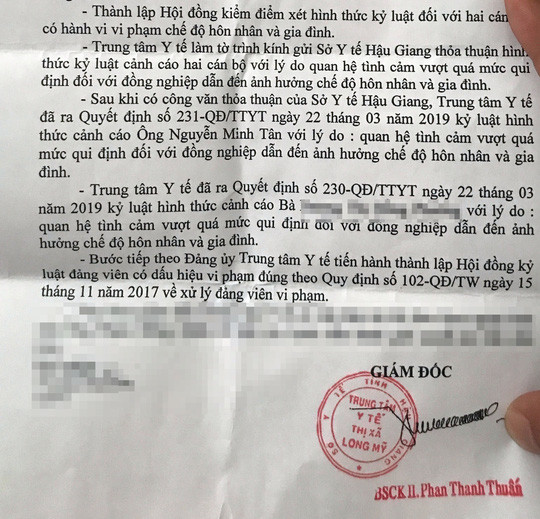 - Thành lập Hội đồng kiểm điểm xét hình thức kỷ luật đối với hai cán
có hành vi vi phạm chế độ hôn nhân và gia đình.
- Trung tâm Y tế làm tờ trình kính gửi Sở Y tế Hậu Giang thỏa thuận hình
thức kỷ luật cảnh cáo hai cán bộ với lý do quan hệ tình cảm vượt quá mức qui
định đối với đồng nghiệp dẫn đến ảnh hưởng chế độ hôn nhân và gia đình.
- Sau khi có công văn thỏa thuận của Sở Y tế Hậu Giang, Trung tâm Y tế
đã ra Quyết định số 231-QĐ/TTYT ngày 22 tháng 03 năm 2019 kỷ luật hình
thức cảnh cáo Ông Nguyễn Minh Tân với lý do : quan hệ tình cảm vượt quá
mức qui định đối với đồng nghiệp dẫn đến ảnh hưởng chế độ hôn nhân và gia
đình.
- Trung tâm Y tế đã ra Quyết định số 230-QĐ/TTYT ngày 22 tháng 03
năm 2019 kỷ luật hình thức cảnh cáo Bà với lý do :
quan hệ tình cảm vượt quá mức qui định đối với đồng nghiệp dẫn đến ảnh
hưởng chế độ hôn nhân và gia đình.
- Bước tiếp theo Đảng ủy Trung tâm Y tế tiến hành thành lập Hội đồng kỷ
luật đảng viên có dấu hiệu vi phạm đúng theo Quy định số 102-QĐ/TW ngày 15
tháng 11 năm 2017 về xử lý đảng viên vi phạm.
GIÁM ĐỐC
SỞ Y TẾ TỈNH HẬU GIANG
TRUNG TÂM
Y TẾ
THỊ XÃ
LONG MỸ
BSCK II. Phan Thanh Thuấn